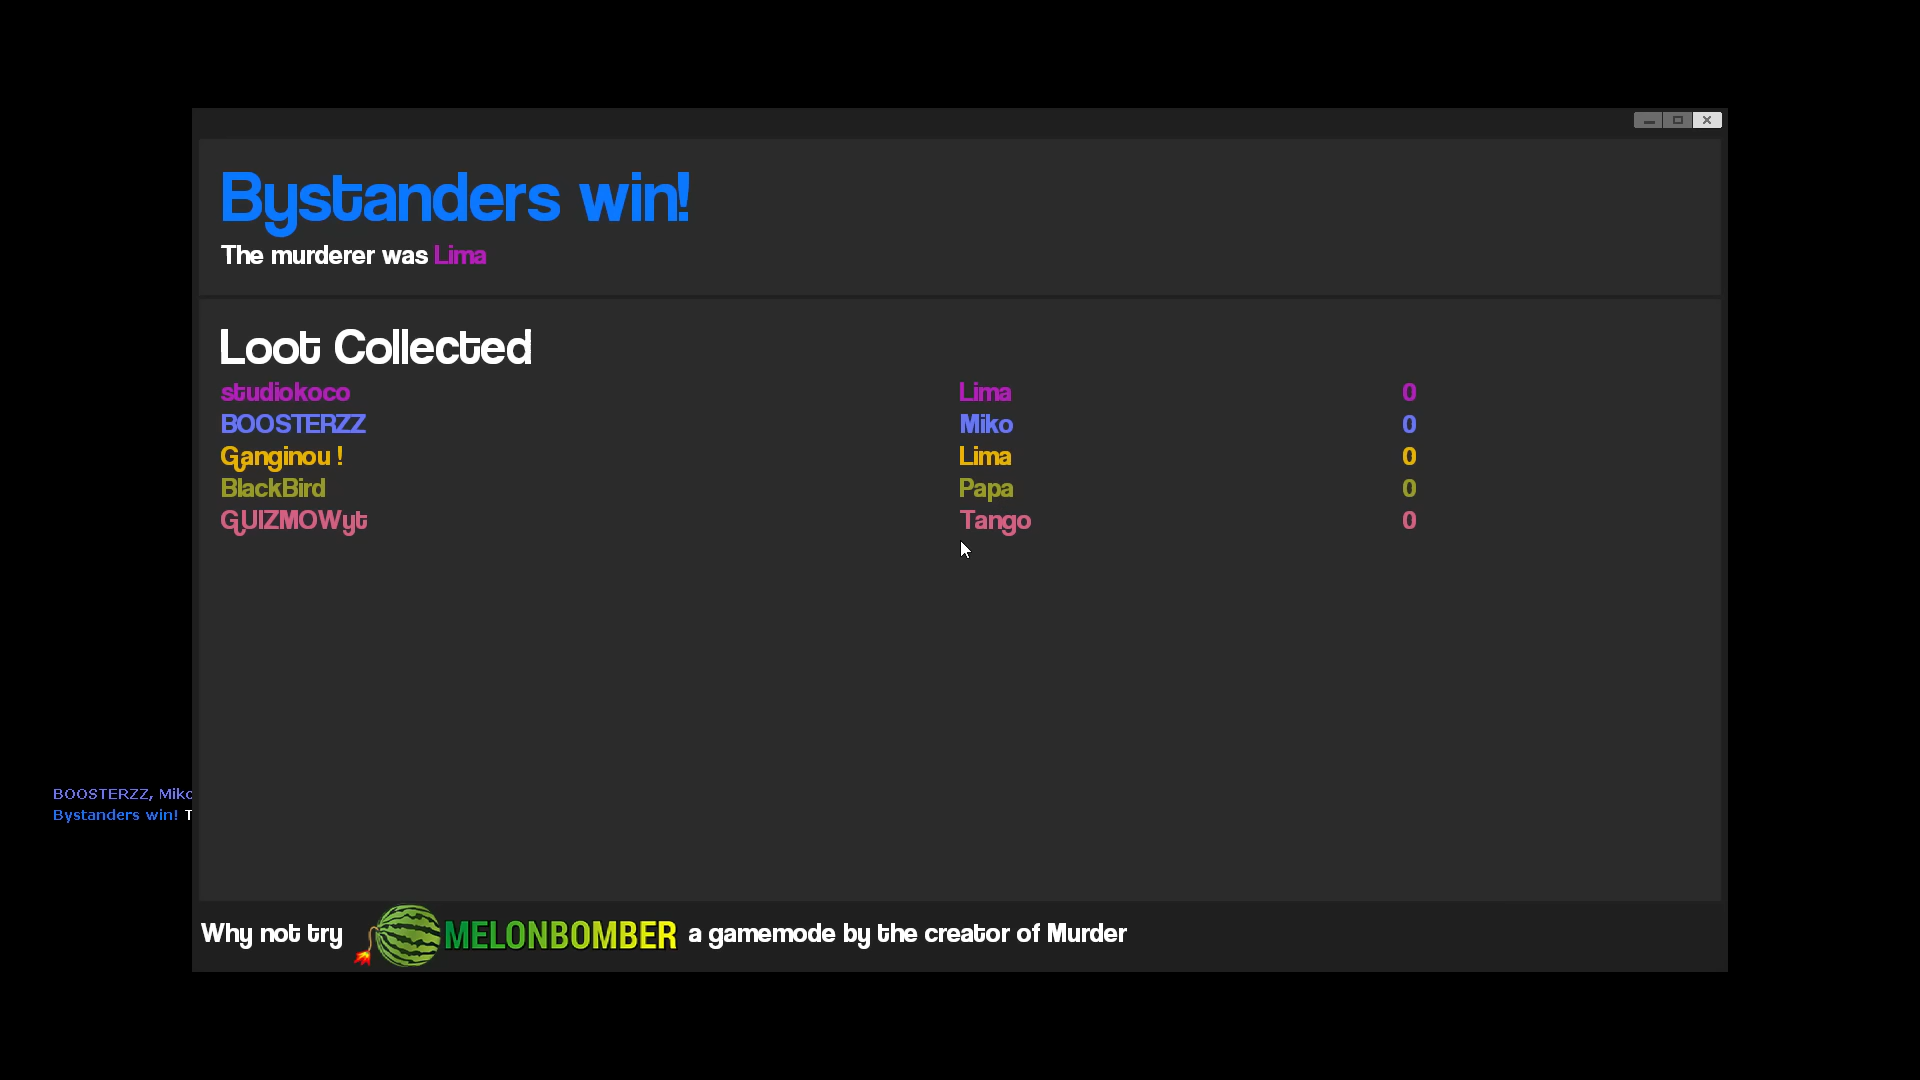 Bystanders win!
The murderer was Lima
Loot Collected
studiokoco Lima 0
BOOSTERZZ Miko 0
Ganginou ! Lima 0
BlackBird Papa 0
GUIZMOWyt Tango 0
BOOSTERZZ, Miko
Bystanders win! T
Why not try MELONBOMBER a gamemode by the creator of Murder